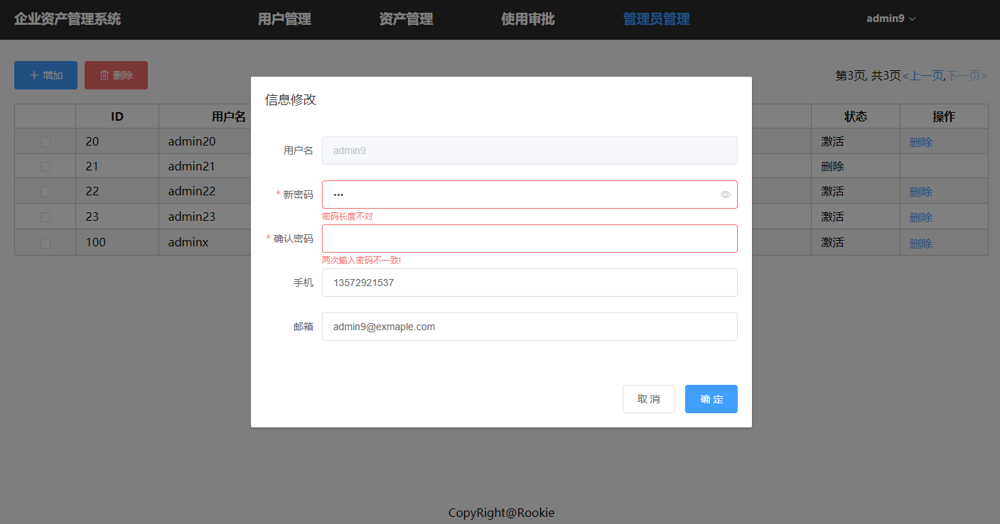 企业资产管理系统 用户管理 资产管理 使用审批 管理员管理 admin9
增加 删除 第3页, 共3页<上一页,下一页>
信息修改
ID 用户名 状态 操作
20 admin20 激活 删除
21 admin21 删除
22 admin22 激活 删除
23 admin23 激活 删除
100 adminx 激活 删除
用户名 admin9
* 新密码 •••
密码长度不对
* 确认密码
两次输入密码不一致!
手机 13572921537
邮箱 admin9@exmaple.com
取 消 确 定
CopyRight@Rookie